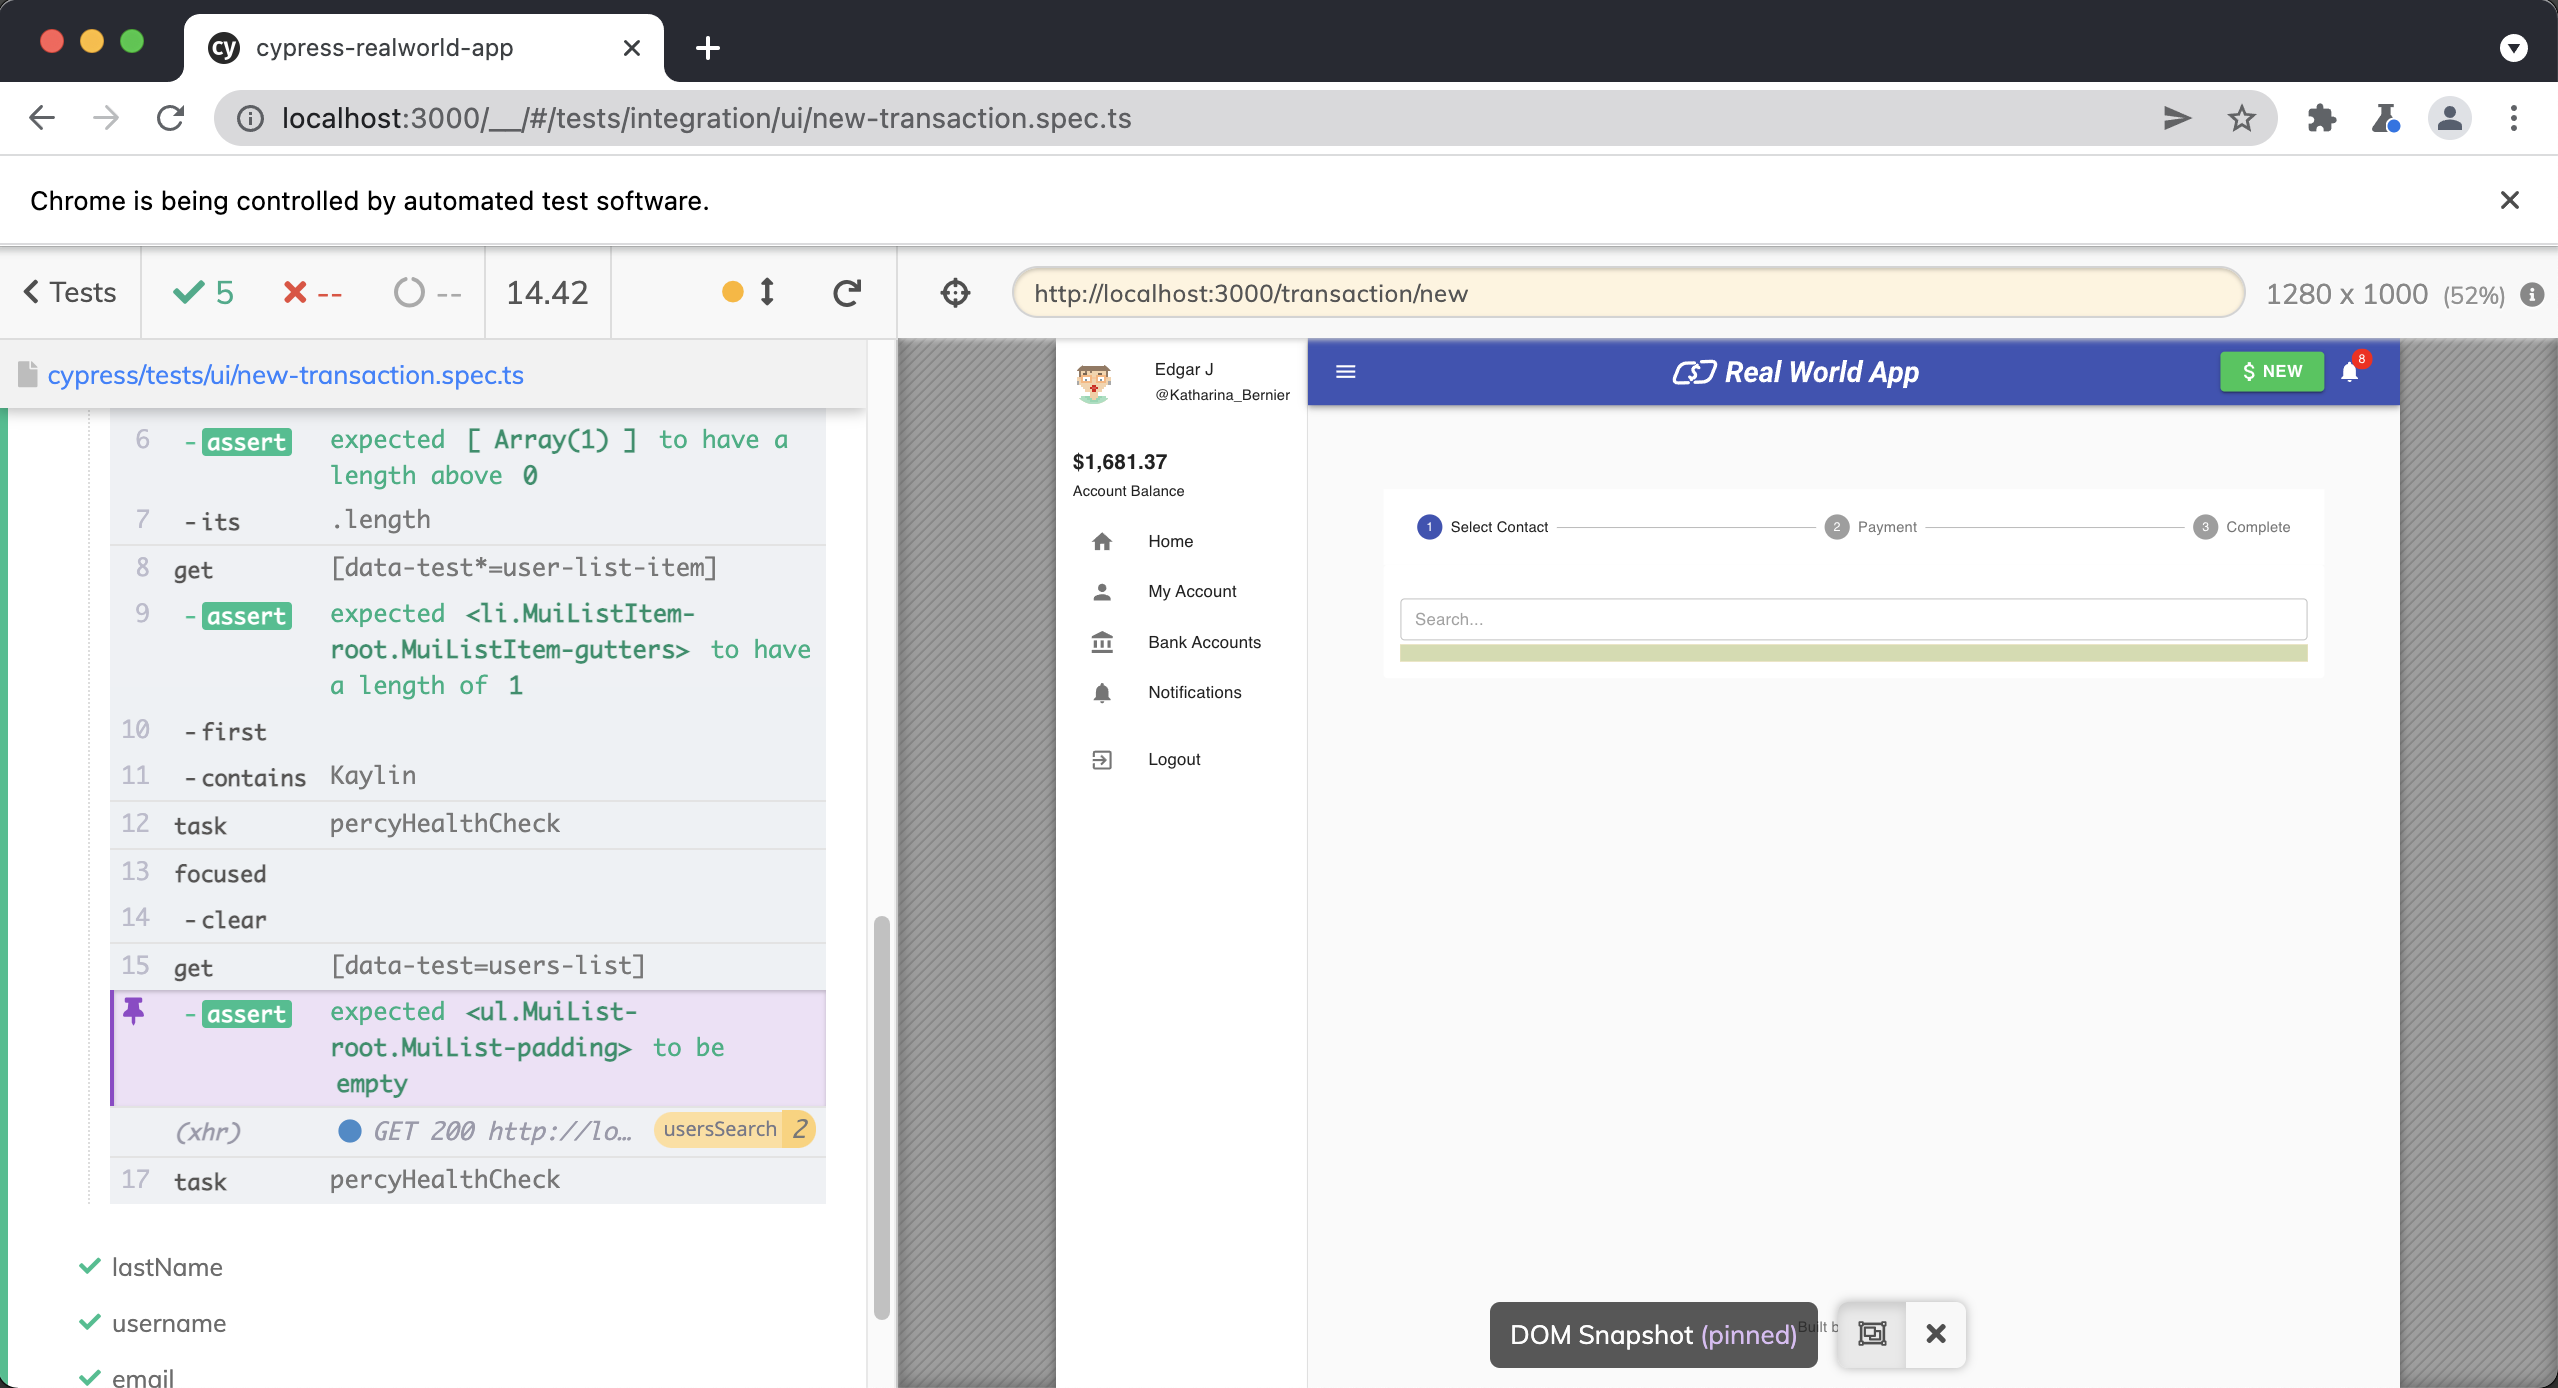 cypress-realworld-app
localhost:3000/__/#/tests/integration/ui/new-transaction.spec.ts
Chrome is being controlled by automated test software.
Tests 5 -- -- 14.42
http://localhost:3000/transaction/new 1280 x 1000 (52%)
cypress/tests/ui/new-transaction.spec.ts
6 -assert expected [ Array(1) ] to have a
length above 0
7 -its .length
8 get [data-test*=user-list-item]
9 -assert expected <li.MuiListItem-
root.MuiListItem-gutters> to have
a length of 1
10 -first
11 -contains Kaylin
12 task percyHealthCheck
13 focused
14 -clear
15 get [data-test=users-list]
-assert expected <ul.MuiList-
root.MuiList-padding> to be
empty
(xhr) GET 200 http://lo... usersSearch 2
17 task percyHealthCheck
lastName
username
email
Edgar J
@Katharina_Bernier
$1,681.37
Account Balance
Home
My Account
Bank Accounts
Notifications
Logout
Real World App
$ NEW
8
1 Select Contact
2 Payment
3 Complete
Search...
DOM Snapshot (pinned)
Built b